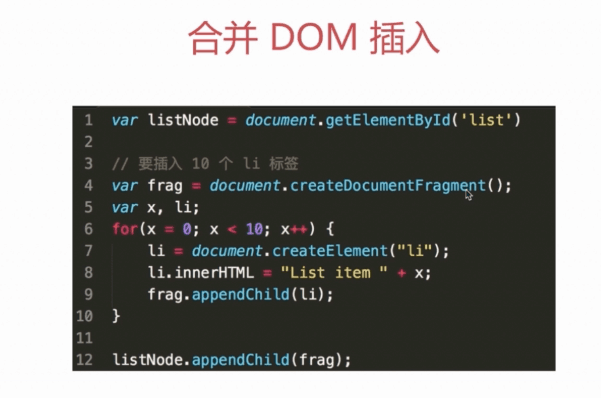 合并 DOM 插入
1 var listNode = document.getElementById('list')
2
3 // 要插入 10 个 li 标签
4 var frag = document.createDocumentFragment();
5 var x, li;
6 for(x = 0; x < 10; x++) {
7     li = document.createElement("li");
8     li.innerHTML = "List item " + x;
9     frag.appendChild(li);
10 }
11
12 listNode.appendChild(frag);